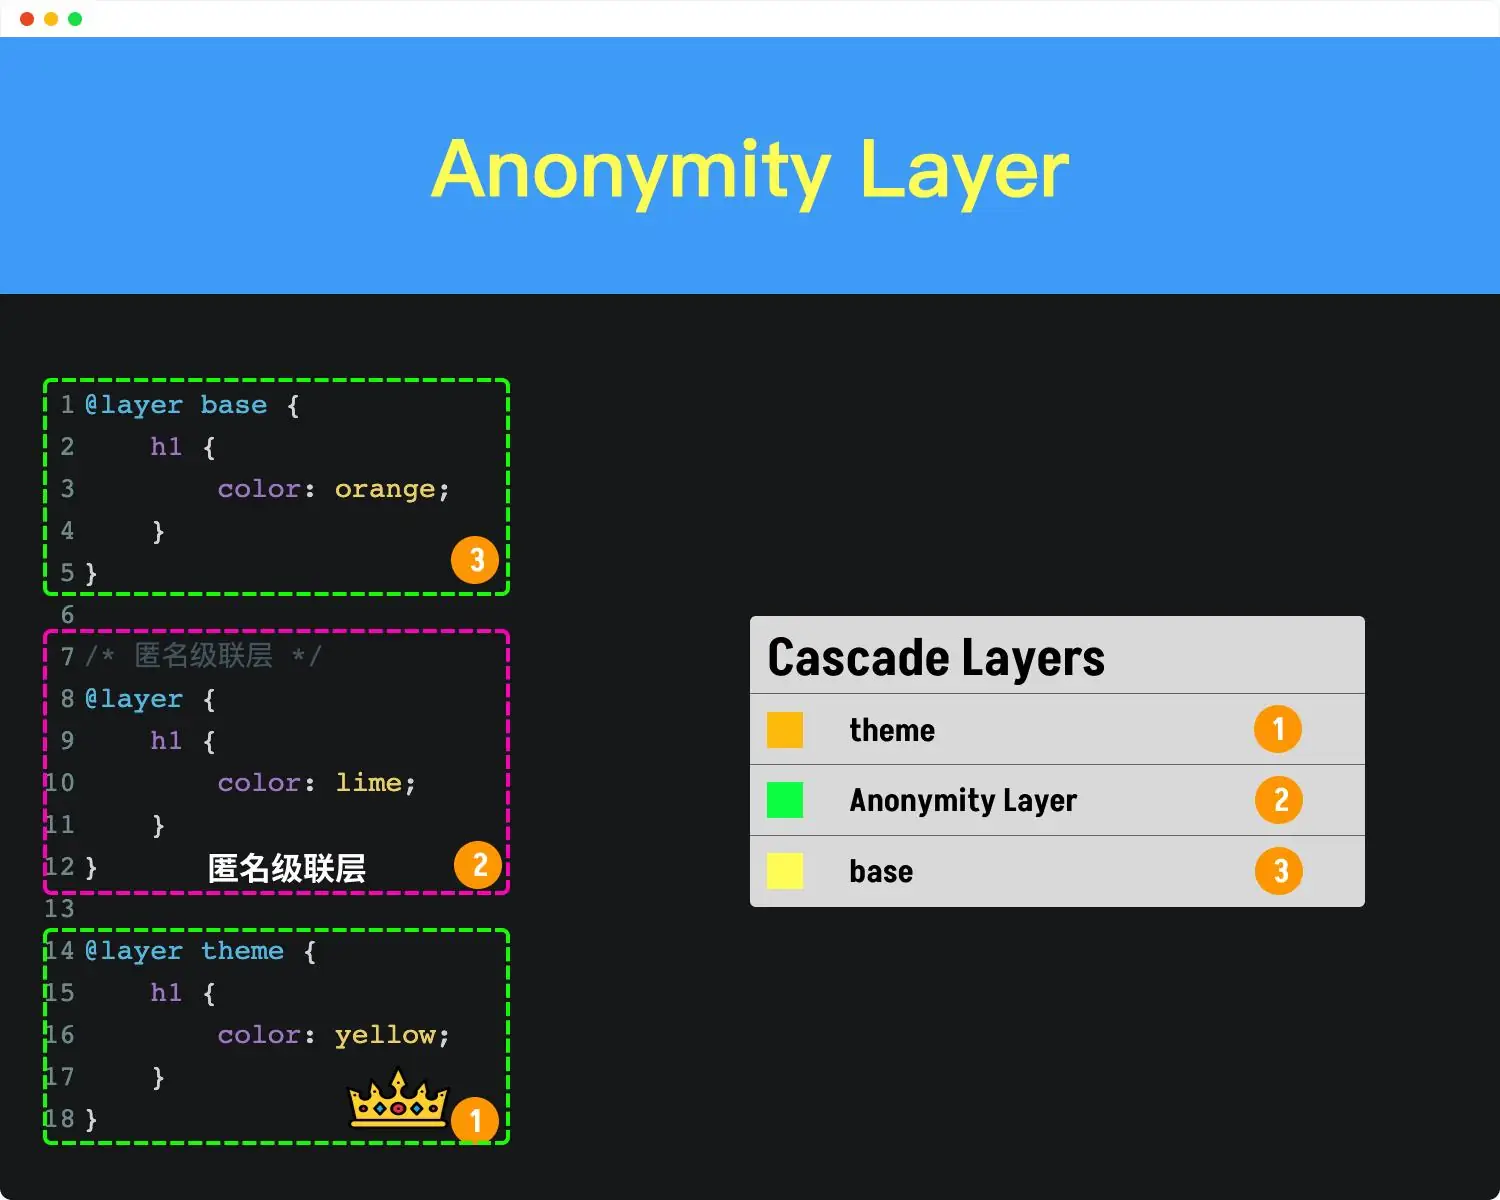 Anonymity Layer
1 @layer base {
2 h1 {
3 color: orange;
4 }
5 }
3
6
7 /* 匿名级联层 */
8 @layer {
9 h1 {
10 color: lime;
11 }
12 } 匿名级联层 2
13
14 @layer theme {
15 h1 {
16 color: yellow;
17 }
18 } 1
Cascade Layers
theme 1
Anonymity Layer 2
base 3